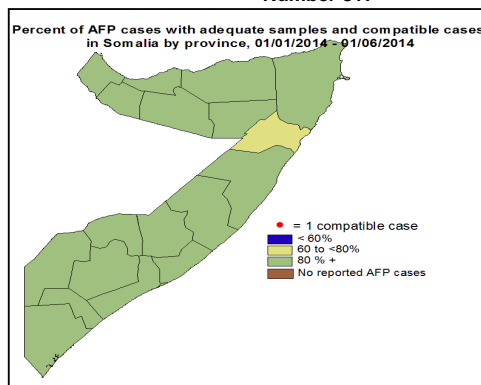 Percent of AFP cases with adequate samples and compatible cases
in Somalia by province, 01/01/2014 - 01/06/2014
= 1 compatible case
< 60%
60 to <80%
80 % +
No reported AFP cases